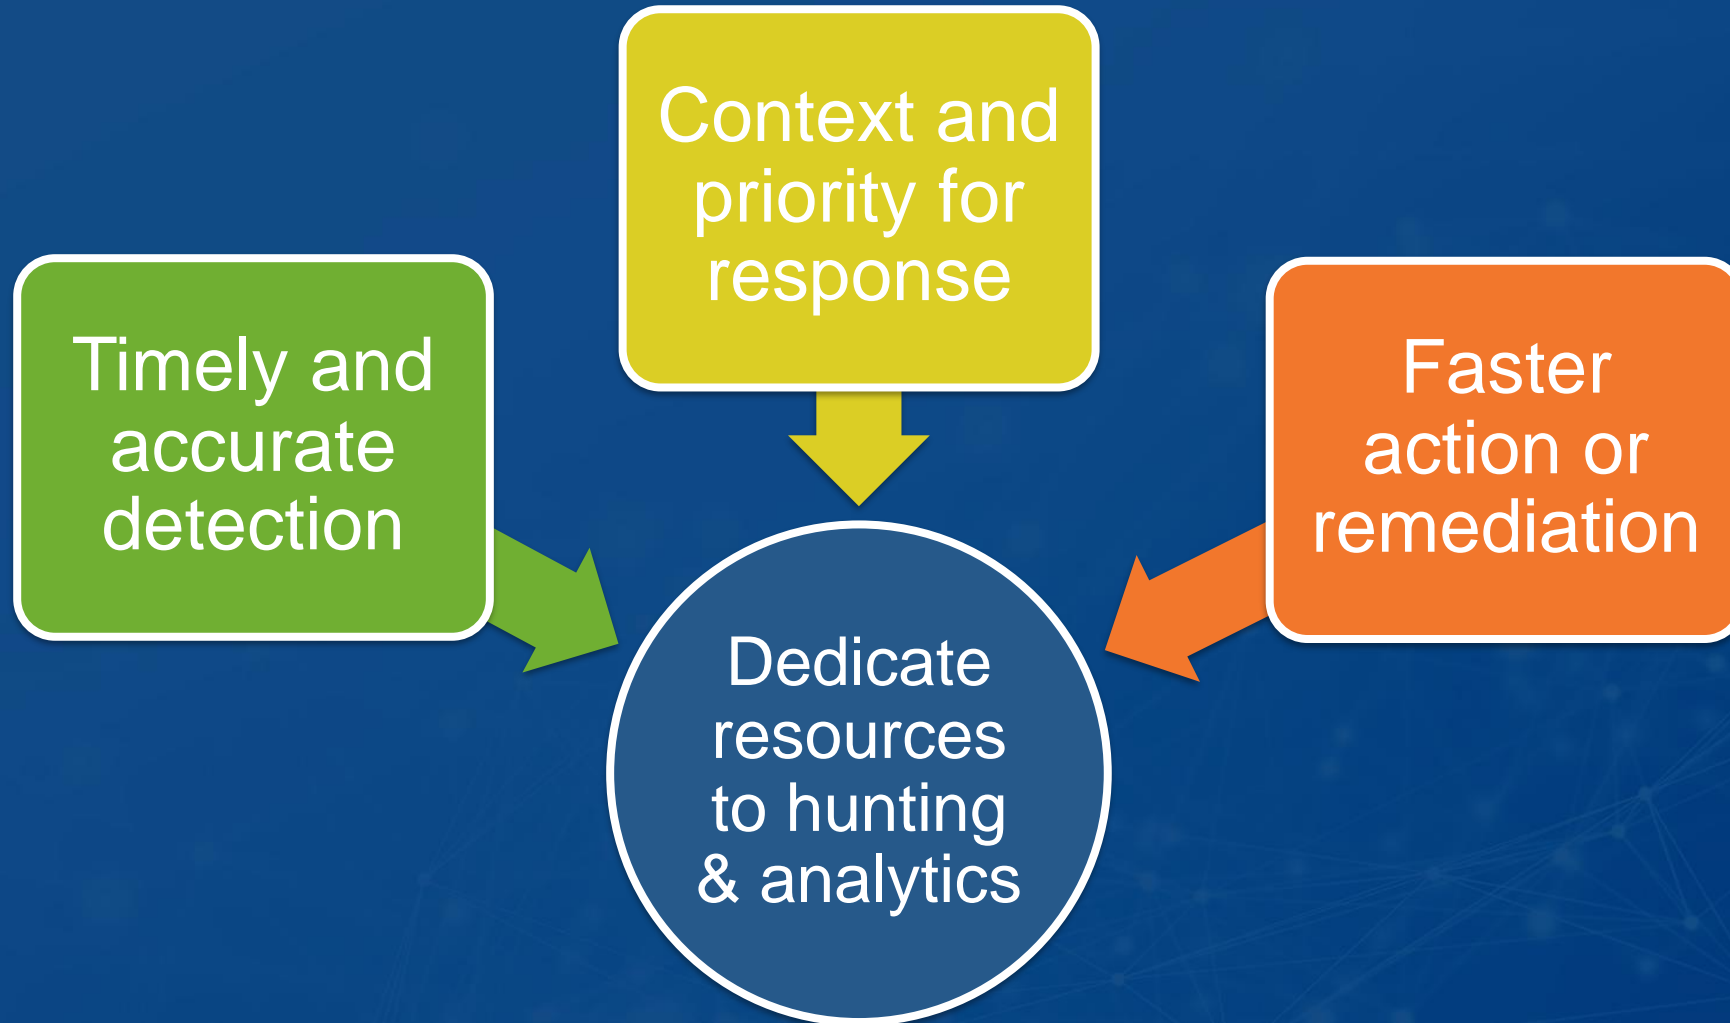 Context and
priority for
response
Timely and
accurate
detection
Faster
action or
remediation
Dedicate
resources
to hunting
& analytics